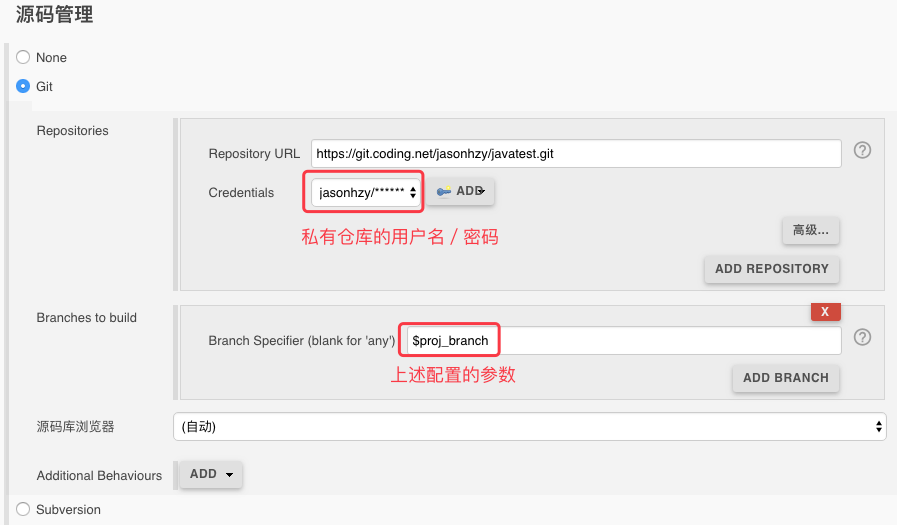 源码管理
None
Git
Repositories
Repository URL https://git.coding.net/jasonhzy/javatest.git
Credentials jasonhzy/****** ADD
私有仓库的用户名 / 密码
高级...
ADD REPOSITORY
Branches to build
X
Branch Specifier (blank for 'any') $proj_branch
上述配置的参数
ADD BRANCH
源码库浏览器 (自动)
Additional Behaviours ADD
Subversion